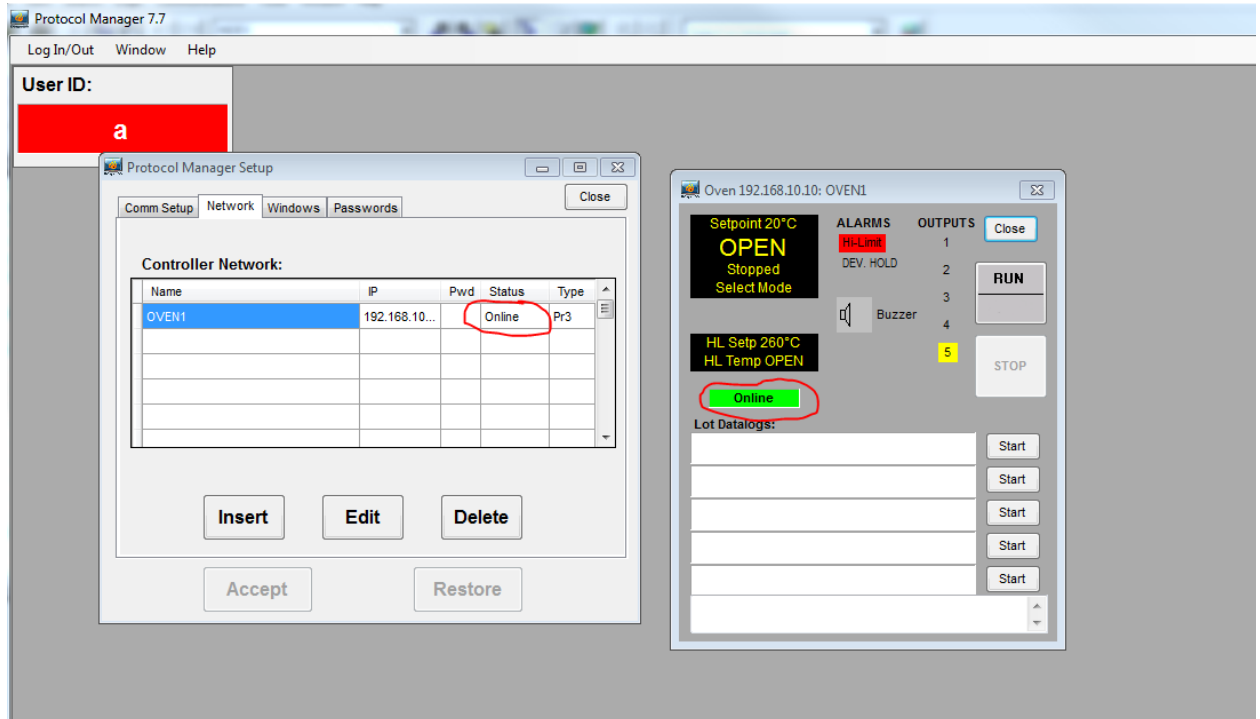 Protocol Manager 7.7
Log In/Out Window Help
User ID:
a
Protocol Manager Setup
Close
Comm Setup Network Windows Passwords
Controller Network:
Name IP Pwd Status Type
OVEN1 192.168.10... Online Pr3
Insert Edit Delete
Accept Restore
Oven 192.168.10.10: OVEN1
Setpoint 20°C
OPEN
Stopped
Select Mode
ALARMS
Hi-Limit
DEV. HOLD
Buzzer
OUTPUTS
1
2
3
4
5
Close
RUN
STOP
HL Setp 260°C
HL Temp OPEN
Online
Lot Datalogs:
Start
Start
Start
Start
Start